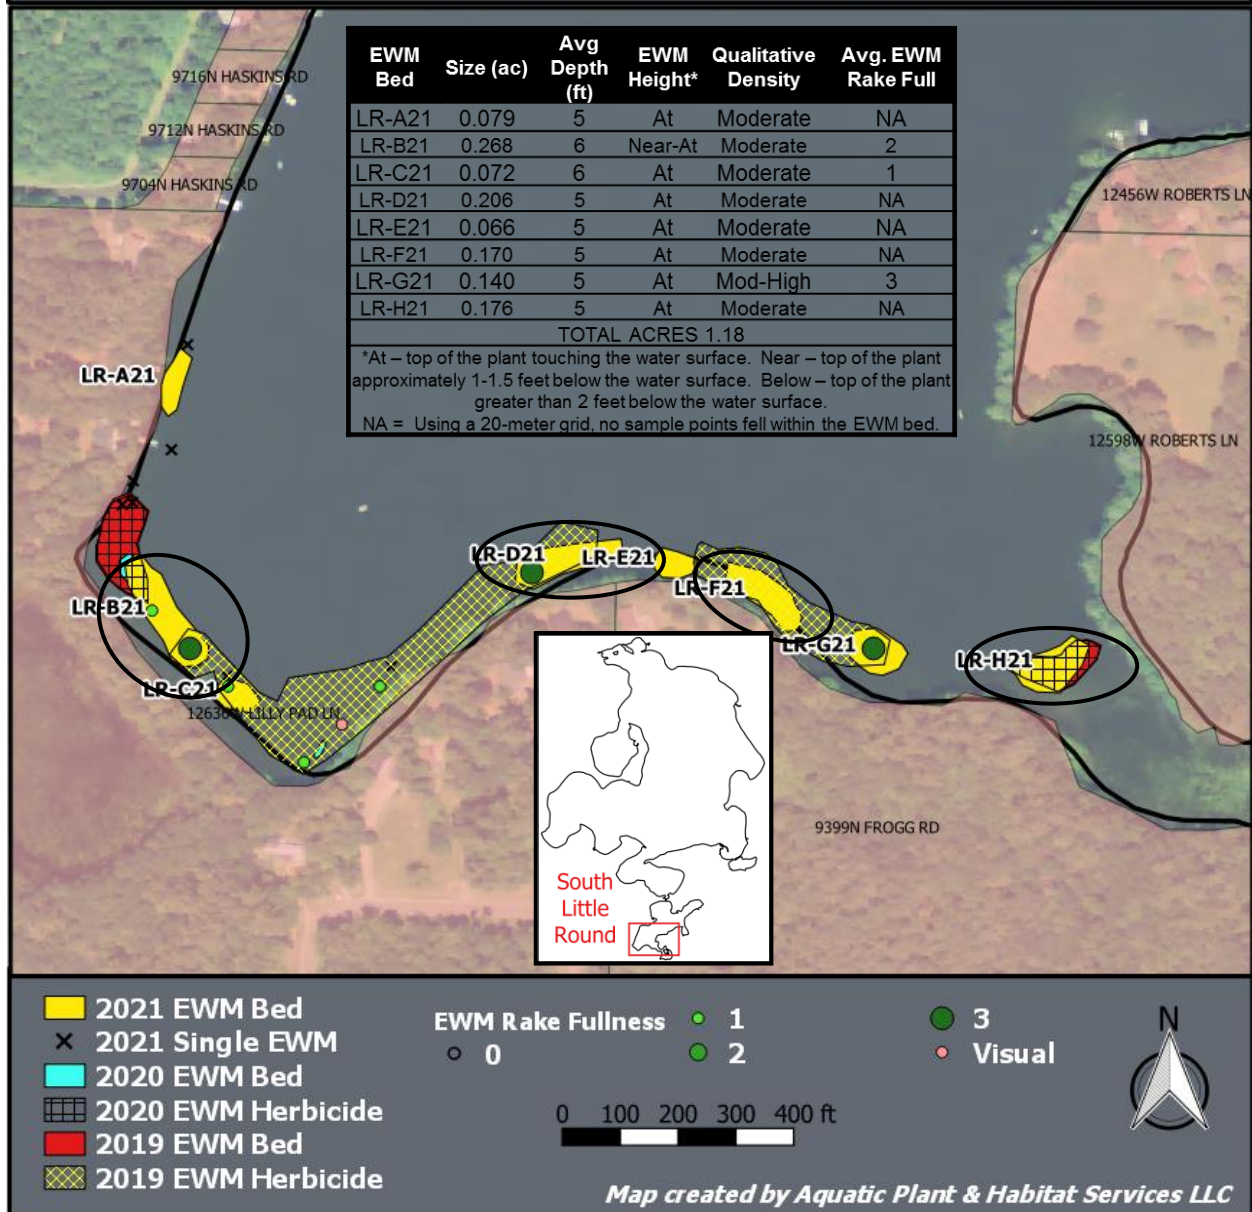 EWM Bed Size (ac) Avg Depth (ft) EWM Height* Qualitative Density Avg. EWM Rake Full
LR-A21 0.079 5 At Moderate NA
LR-B21 0.268 6 Near-At Moderate 2
LR-C21 0.072 6 At Moderate 1
LR-D21 0.206 5 At Moderate NA
LR-E21 0.066 5 At Moderate NA
LR-F21 0.170 5 At Moderate NA
LR-G21 0.140 5 At Mod-High 3
LR-H21 0.176 5 At Moderate NA
TOTAL ACRES 1.18
*At – top of the plant touching the water surface. Near – top of the plant
approximately 1-1.5 feet below the water surface. Below – top of the plant
greater than 2 feet below the water surface.
NA = Using a 20-meter grid, no sample points fell within the EWM bed.
9716N HASKINS RD
9712N HASKINS RD
9704N HASKINS RD
12456W ROBERTS LN
12598W ROBERTS LN
LR-A21
LR-B21
LR-C21
12630W LILLY PAD LN
LR-D21
LR-E21
LR-F21
LR-G21
LR-H21
9399N FROGG RD
South
Little
Round
2021 EWM Bed
2021 Single EWM
2020 EWM Bed
2020 EWM Herbicide
2019 EWM Bed
2019 EWM Herbicide
EWM Rake Fullness
0
1
2
3
Visual
0 100 200 300 400 ft
N
Map created by Aquatic Plant & Habitat Services LLC